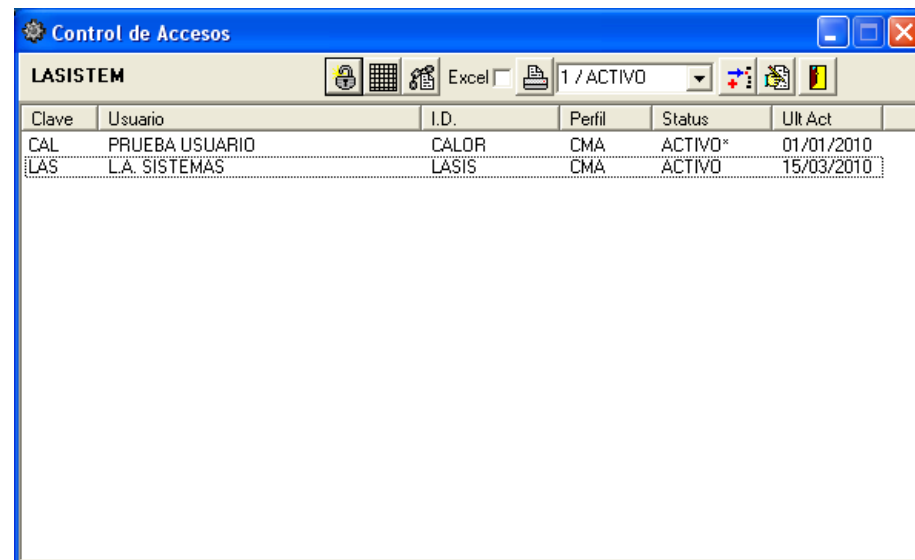 Control de Accesos
LASISTEM Excel 1 / ACTIVO
Clave Usuario I.D. Perfil Status Ult Act
CAL PRUEBA USUARIO CALOR CMA ACTIVO* 01/01/2010
LAS L.A. SISTEMAS LASIS CMA ACTIVO 15/03/2010